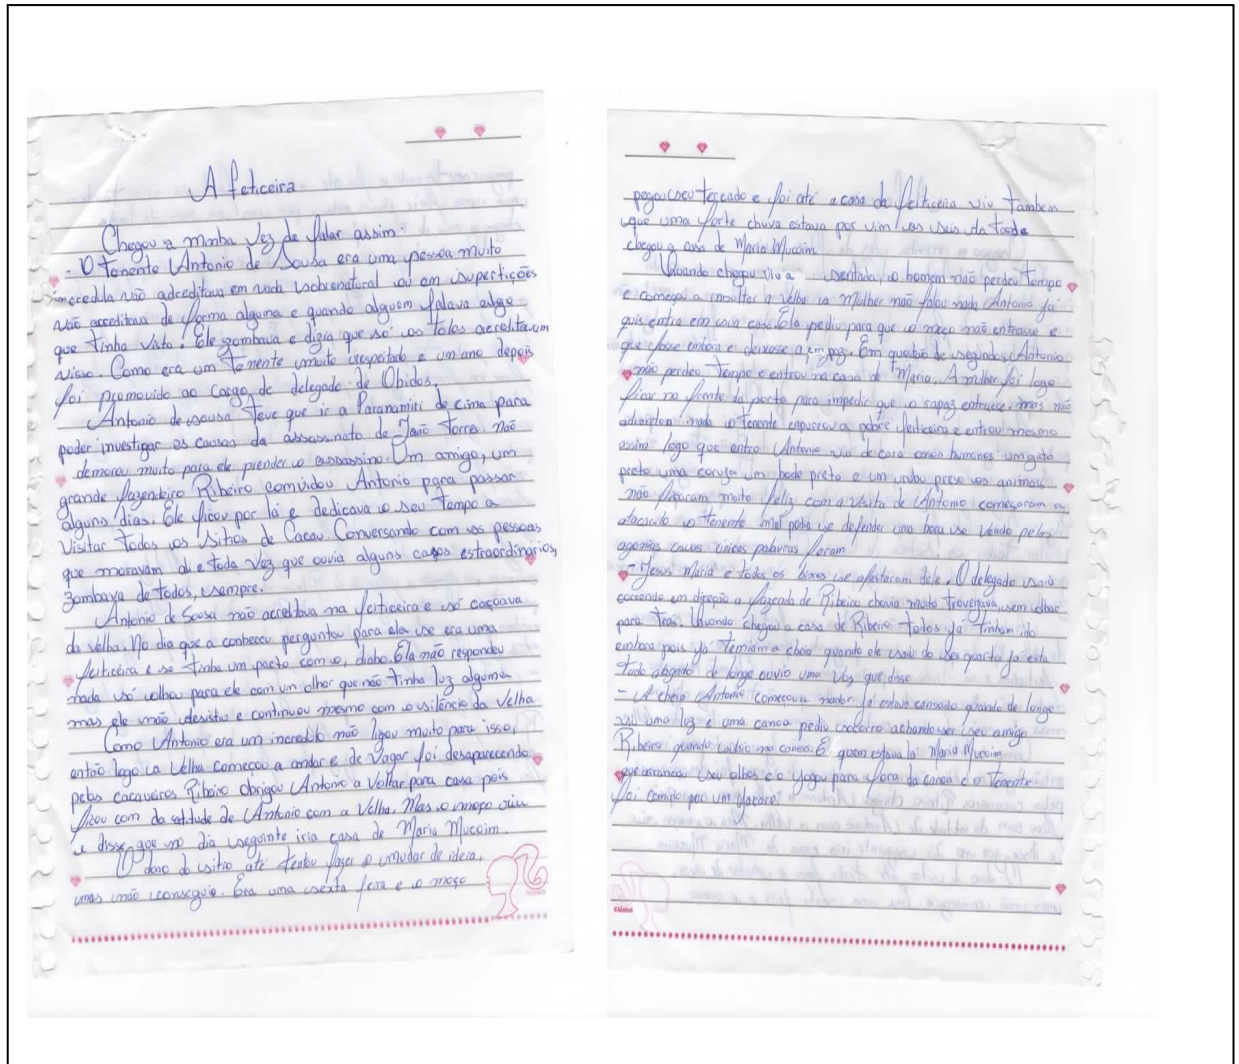 A feticeira
Chegou a minha vez de falar assim.
- O tenente Antonio de Sousa era uma pessoa muito
incredula não adcreditava em nada sobrenatural ou em supertições
não acreditava de forma alguma e quando alguem falava algo
que tinha visto. Ele zombava e dizia que só os tolos acreditavam
nisso. Como era um tenente muito respeitado e um ano depois
foi promovido ao Cargo de delegado de Obidos.
Antonio de sousa teve que ir a Paranamiri de cima para
poder investigar os causas da assassinato de João Torres. não
demorou muito para ele prender o assassino. Um amigo, um
grande fazendeiro Ribeiro comvidou Antonio para passar
alguns dias. Ele ficou por lá e dedicava o seu tempo a
Visitar todos os Sitios de Cacau. Conversando com os pessoas
que moravam ali e toda vez que ouvia alguns casos estraordinarios,
zombava de todos, sempre.
Antonio de Sousa não acreditava na feiticeira e só caçoava
da velha. No dia que a conheceu perguntou para ela se era uma
feiticeira e se tinha um pacto com o, diabo. Ela não respondeu
nada só olhou para ele com um olhar que não tinha luz alguma
mas ele não desistiu e continuou mesmo com o silêncio da velha
Como Antonio era um incredulo não ligou muito para isso,
então logo a Velha começou a andar e de vagar foi desaparecendo
pelos cacaueiros Ribeiro obrigou Antonio a Voltar para casa pois
ficou com da atitude de Antonio com a Velha. Mas o moço riu
e disse que no dia seguinte iria casa de Maria Mucoim.
O dono do sitio até tentou fazer o mudar de ideia,
mas não conseguio. Era uma sexta feira e o moço
pegou seu terçado e foi até a casa da feiticeira viu tambem
que uma forte chuva estava por vim as seis da tarde
chegou a casa de Maria Mucoim.
Quando chegou viu a sentada, o homem não perdeu tempo
e começou a insultar a velha a Mulher não falou nada Antonio já
quis entra em sova casa. Ela pediu para que o moço não entrasse e
que fosse embora e deixasse a em paz. Em questão de segundos, Antonio
não perdeu tempo e entrou na casa de Maria. A mulher foi logo
ficar na frente da porta para impedir que o rapaz entrasse mais não
adiantou nada o tenente empurrou a pobre feiticeira e entrou mesmo
assim logo que entro Antonio viu de cara humanos um gato
preto uma coruja um bode preto e um urubu preso os animais
não ficaram muito feliz com a visita de Antonio começaram a
atacalo o tenente mal podia se defender uma hora se vendo pelas
agonias suas unicas palavras foram
- Jesus Maria e todos os bixos se afastaram dele. O delegado saio
correndo em direção a fazenda de Ribeiro chovia muito trovejava, sem olhar
para tras. Quando chegou a casa de Ribeiro todos já tinham ido
embora pois já temiam a cheia quando ele saio do seu quarto já esta
todo alagado de longe ouvio uma voz que disse
- A cheia Antonio começou a nadar já estava cansado quando de longe
viu uma luz e uma canoa pediu socorro achando ser seu amigo
Ribeiro quando subiu na canoa. E quem estava lá Maria Mucoim
que arrancou seu olhos e o jogou para fora da canoa e o tenente
foi comido por um Jacaré.